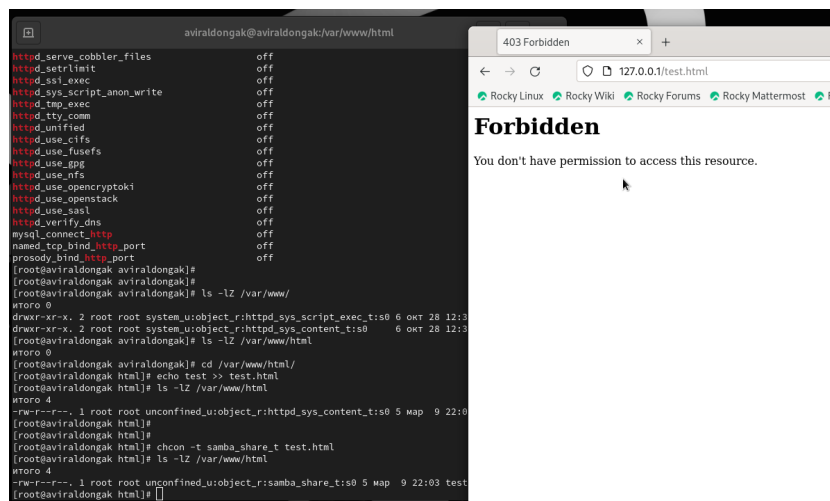 aviraldongak@aviraldongak:/var/www/html
httpd_serve_cobbler_files off
httpd_setrlimit off
httpd_ssi_exec off
httpd_sys_script_anon_write off
httpd_tmp_exec off
httpd_tty_comm off
httpd_unified off
httpd_use_cifs off
httpd_use_fusefs off
httpd_use_gpg off
httpd_use_nfs off
httpd_use_opencryptoki off
httpd_use_openstack off
httpd_use_sasl off
httpd_verify_dns off
mysql_connect_http off
named_tcp_bind_http_port off
prosody_bind_http_port off
[root@aviraldongak aviraldongak]#
[root@aviraldongak aviraldongak]#
[root@aviraldongak aviraldongak]# ls -lZ /var/www/
итого 0
drwxr-xr-x. 2 root root system_u:object_r:httpd_sys_script_exec_t:s0 6 окт 28 12:3
drwxr-xr-x. 2 root root system_u:object_r:httpd_sys_content_t:s0 6 окт 28 12:3
[root@aviraldongak aviraldongak]# ls -lZ /var/www/html
итого 0
[root@aviraldongak aviraldongak]# cd /var/www/html/
[root@aviraldongak html]# echo test >> test.html
[root@aviraldongak html]# ls -lZ /var/www/html
итого 4
-rw-r--r--. 1 root root unconfined_u:object_r:httpd_sys_content_t:s0 5 мар 9 22:0
[root@aviraldongak html]#
[root@aviraldongak html]#
[root@aviraldongak html]# chcon -t samba_share_t test.html
[root@aviraldongak html]# ls -lZ /var/www/html
итого 4
-rw-r--r--. 1 root root unconfined_u:object_r:samba_share_t:s0 5 мар 9 22:03 test
[root@aviraldongak html]#
403 Forbidden
127.0.0.1/test.html
Rocky Linux Rocky Wiki Rocky Forums Rocky Mattermost
Forbidden
You don't have permission to access this resource.